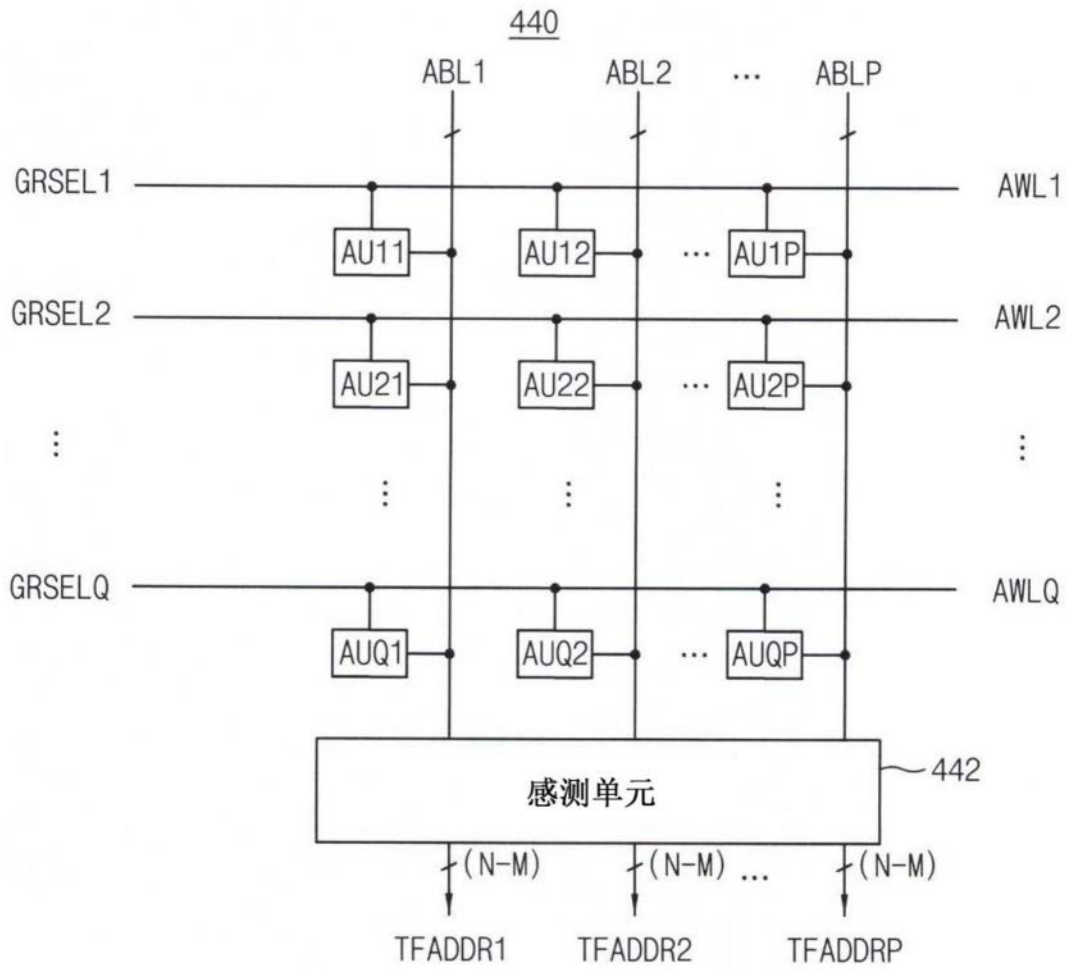 440
ABL1 ABL2 ... ABLP
GRSEL1 AWL1
AU11 AU12 ... AU1P
GRSEL2 AWL2
AU21 AU22 ... AU2P
GRSELQ AWLQ
AUQ1 AUQ2 ... AUQP
感测单元 442
(N-M) (N-M) ... (N-M)
TFADDR1 TFADDR2 TFADDRP